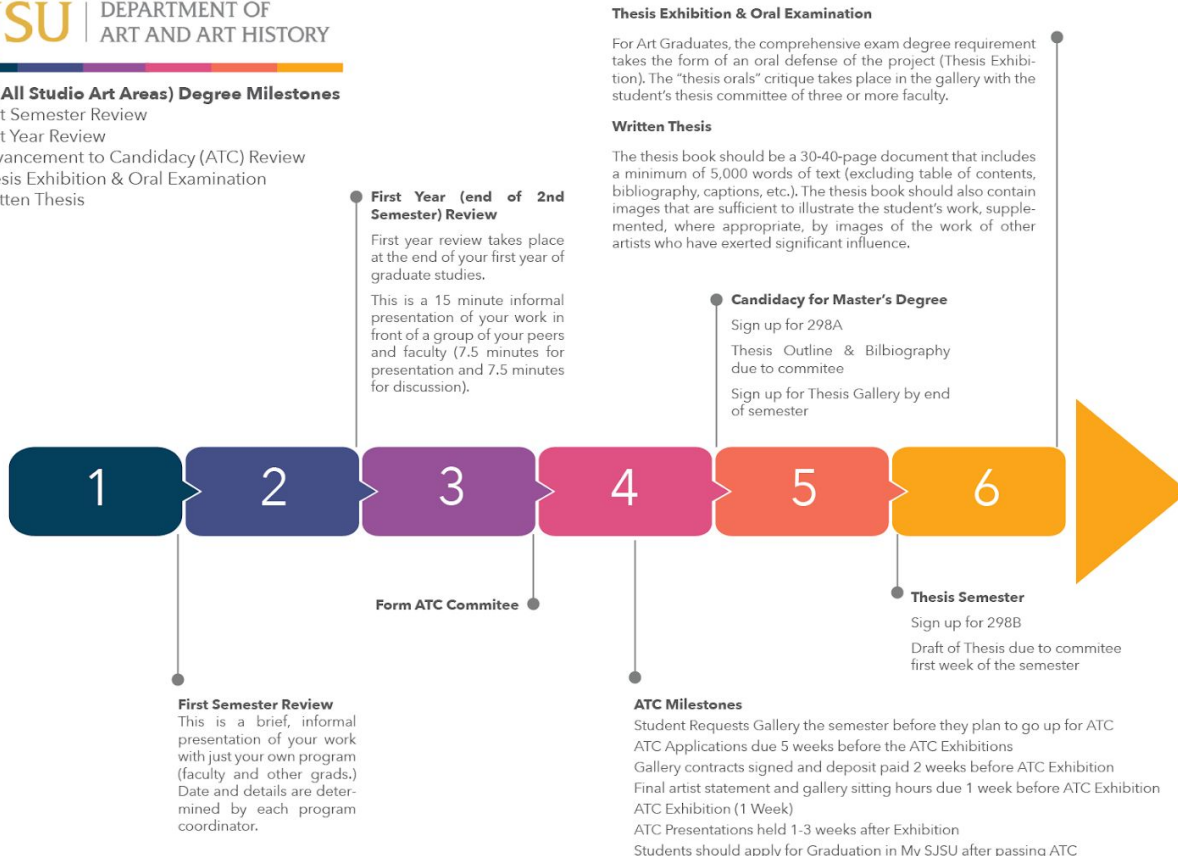 SU
DEPARTMENT OF
ART AND ART HISTORY
All Studio Art Areas) Degree Milestones
t Semester Review
t Year Review
vancement to Candidacy (ATC) Review
esis Exhibition & Oral Examination
tten Thesis
Thesis Exhibition & Oral Examination
For Art Graduates, the comprehensive exam degree requirement
takes the form of an oral defense of the project (Thesis Exhibi-
tion). The “thesis orals” critique takes place in the gallery with the
student’s thesis committee of three or more faculty.
Written Thesis
The thesis book should be a 30-40-page document that includes
a minimum of 5,000 words of text (excluding table of contents,
bibliography, captions, etc.). The thesis book should also contain
images that are sufficient to illustrate the student’s work, supple-
mented, where appropriate, by images of the work of other
artists who have exerted significant influence.
First Year (end of 2nd
Semester) Review
First year review takes place
at the end of your first year of
graduate studies.
This is a 15 minute informal
presentation of your work in
front of a group of your peers
and faculty (7.5 minutes for
presentation and 7.5 minutes
for discussion).
Candidacy for Master’s Degree
Sign up for 298A
Thesis Outline & Bilbiography
due to commitee
Sign up for Thesis Gallery by end
of semester
1
2
3
4
5
6
Form ATC Commitee
Thesis Semester
Sign up for 298B
Draft of Thesis due to commitee
first week of the semester
First Semester Review
This is a brief, informal
presentation of your work
with just your own program
(faculty and other grads.)
Date and details are deter-
mined by each program
coordinator.
ATC Milestones
Student Requests Gallery the semester before they plan to go up for ATC
ATC Applications due 5 weeks before the ATC Exhibitions
Gallery contracts signed and deposit paid 2 weeks before ATC Exhibition
Final artist statement and gallery sitting hours due 1 week before ATC Exhibition
ATC Exhibition (1 Week)
ATC Presentations held 1-3 weeks after Exhibition
Students should apply for Graduation in My SJSU after passing ATC